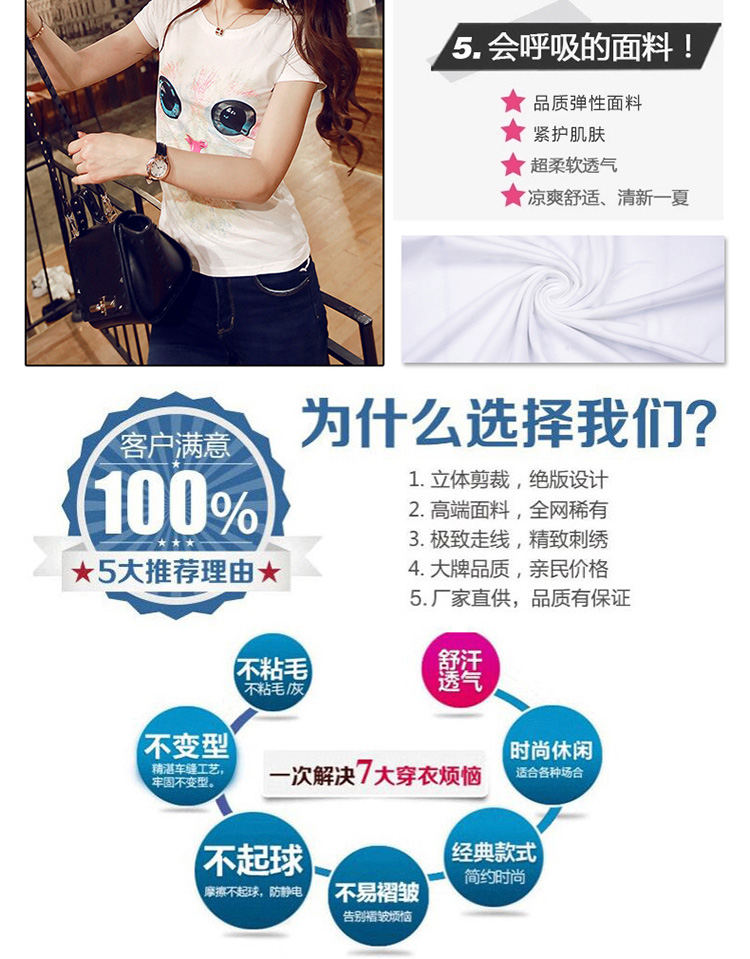 5. 会呼吸的面料！
品质弹性面料
紧护肌肤
超柔软透气
凉爽舒适、清新一夏
客户满意
100%
5大推荐理由
为什么选择我们?
1. 立体剪裁，绝版设计
2. 高端面料，全网稀有
3. 极致走线，精致刺绣
4. 大牌品质，亲民价格
5. 厂家直供，品质有保证
不粘毛
不粘毛/灰
舒汗
透气
不变型
精湛车缝工艺，
牢固不变型。
一次解决7大穿衣烦恼
时尚休闲
适合各种场合
不起球
摩擦不起球，防静电
不易褶皱
告别褶皱烦恼
经典款式
简约时尚